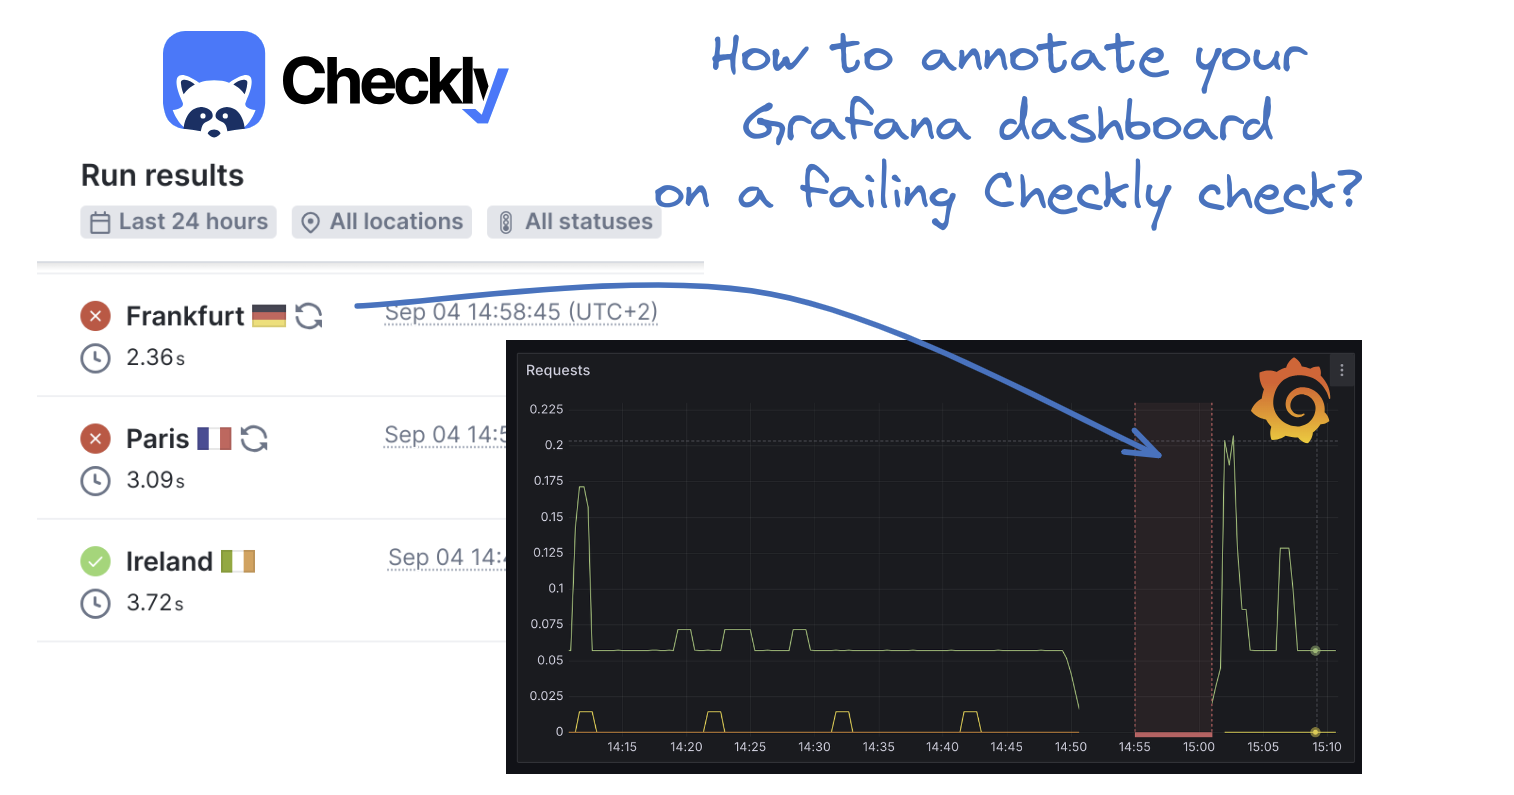 Checkly
How to annotate your
Grafana dashboard
on a failing Checkly check?
Run results
Last 24 hours
All locations
All statuses
Frankfurt
Sep 04 14:58:45 (UTC+2)
2.36s
Paris
Sep 04 14:5
3.09s
Ireland
Sep 04 14:
3.72s
Requests
0.225
0.2
0.175
0.15
0.125
0.1
0.075
0.05
0.025
0
14:15 14:20 14:25 14:30 14:35 14:40 14:45 14:50 14:55 15:00 15:05 15:10